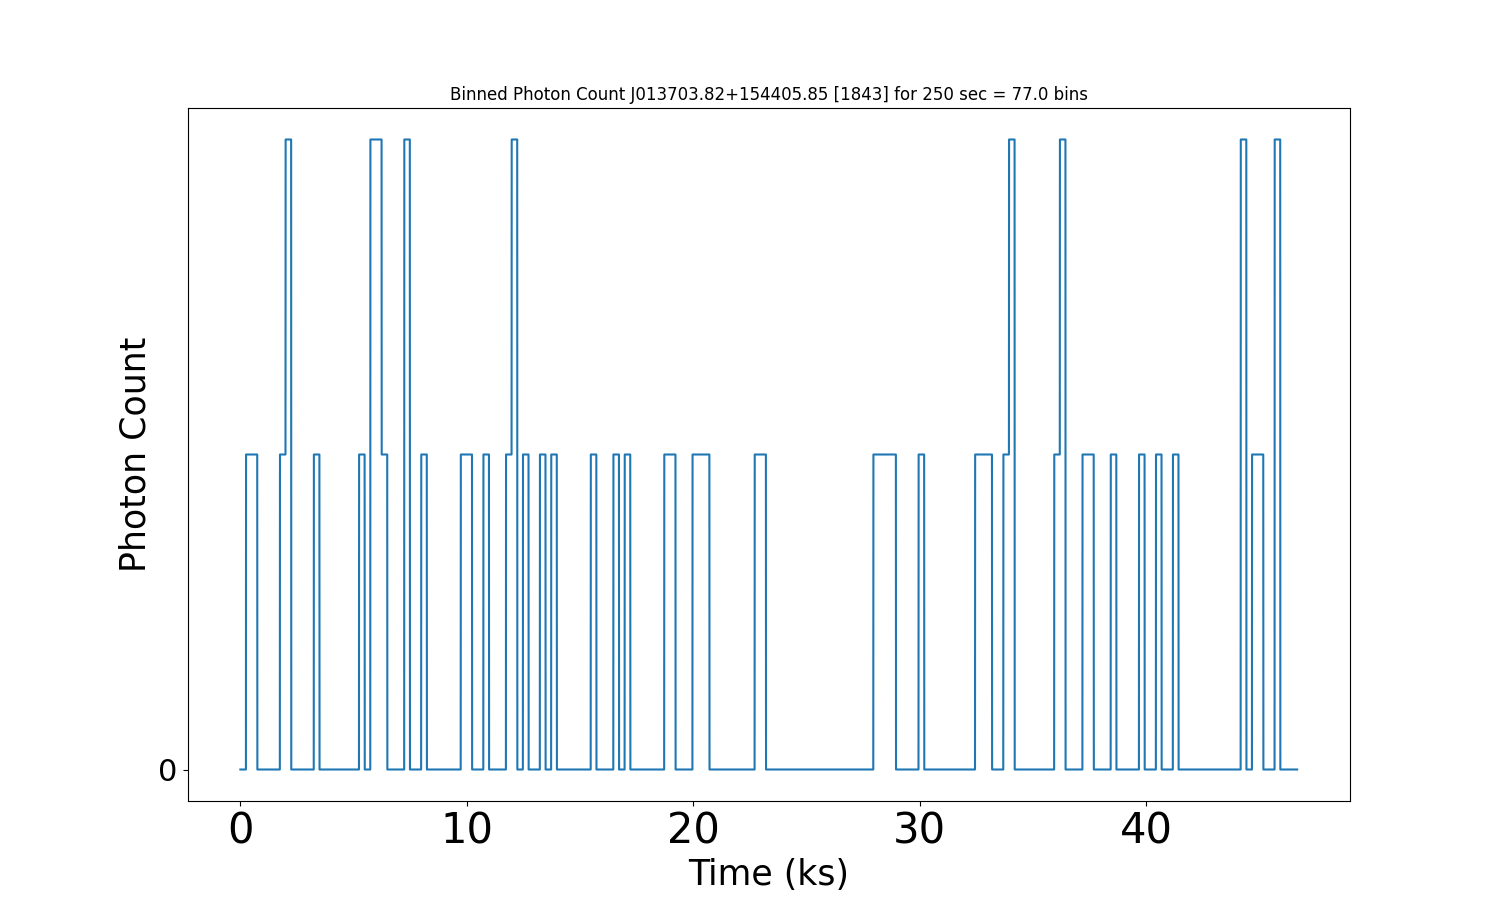 Binned Photon Count J013703.82+154405.85 [1843] for 250 sec = 77.0 bins
Photon Count
0
0 10 20 30 40
Time (ks)